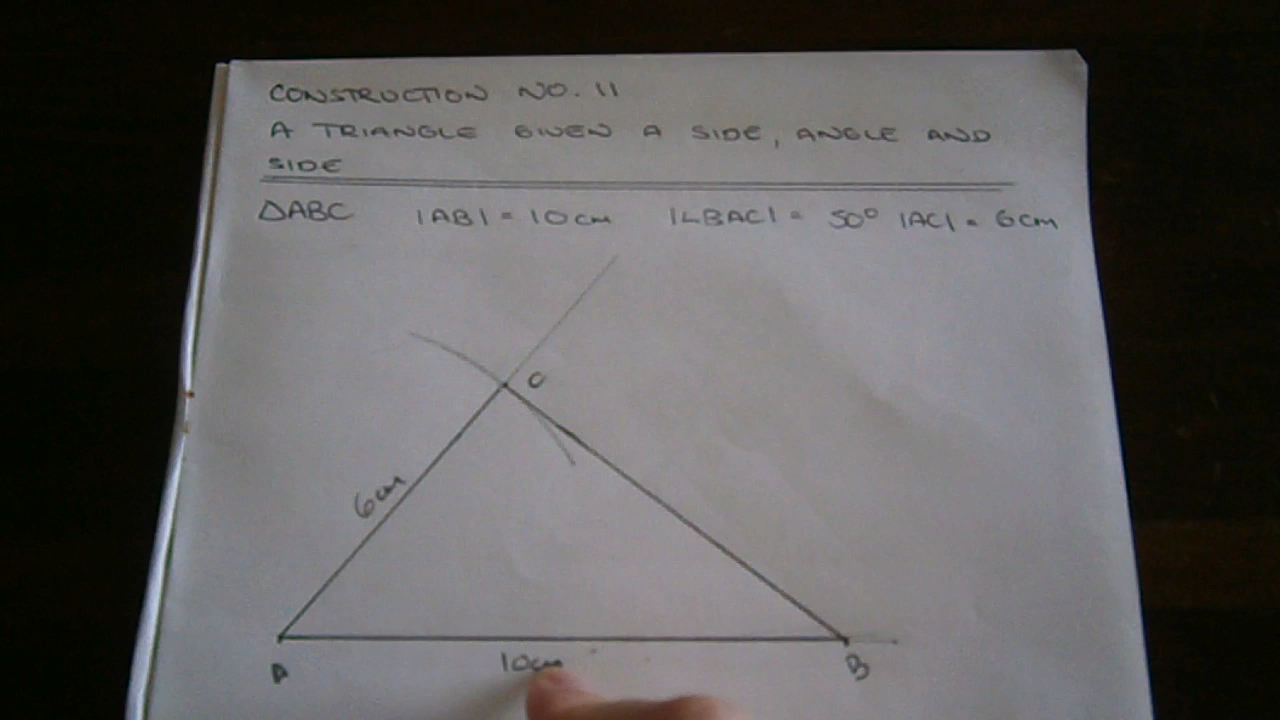 CONSTRUCTION NO. 11
A TRIANGLE GIVEN A SIDE, ANGLE AND
SIDE
ΔABC |AB| = 10cm |∠BAC| = 50° |AC| = 6cm
C
6cm
10cm
A B